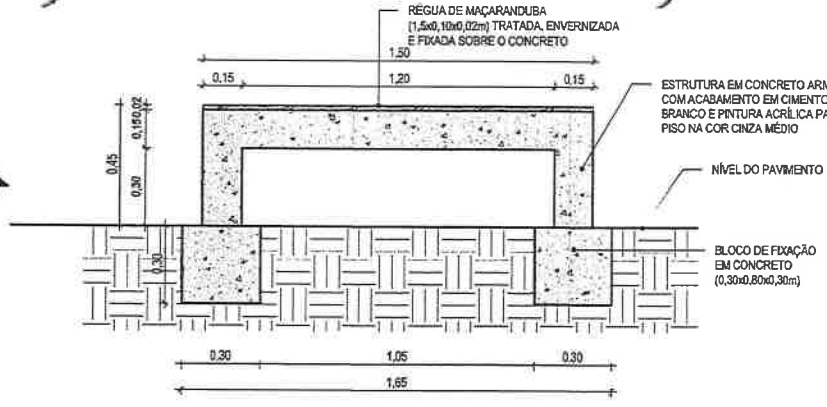 RÉGUA DE MAÇARANDUBA
(1,5x0,10x0,02m) TRATADA, ENVERNIZADA
E FIXADA SOBRE O CONCRETO
1,50
0,15
1,20
0,15
ESTRUTURA EM CONCRETO ARM
COM ACABAMENTO EM CIMENTO
BRANCO E PINTURA ACRÍLICA PA
PISO NA COR CINZA MÉDIO
0,45
0,15
0,02
0,30
NÍVEL DO PAVIMENTO
0,30
BLOCO DE FIXAÇÃO
EM CONCRETO
(0,30x0,80x0,30m)
0,30
1,05
0,30
1,65